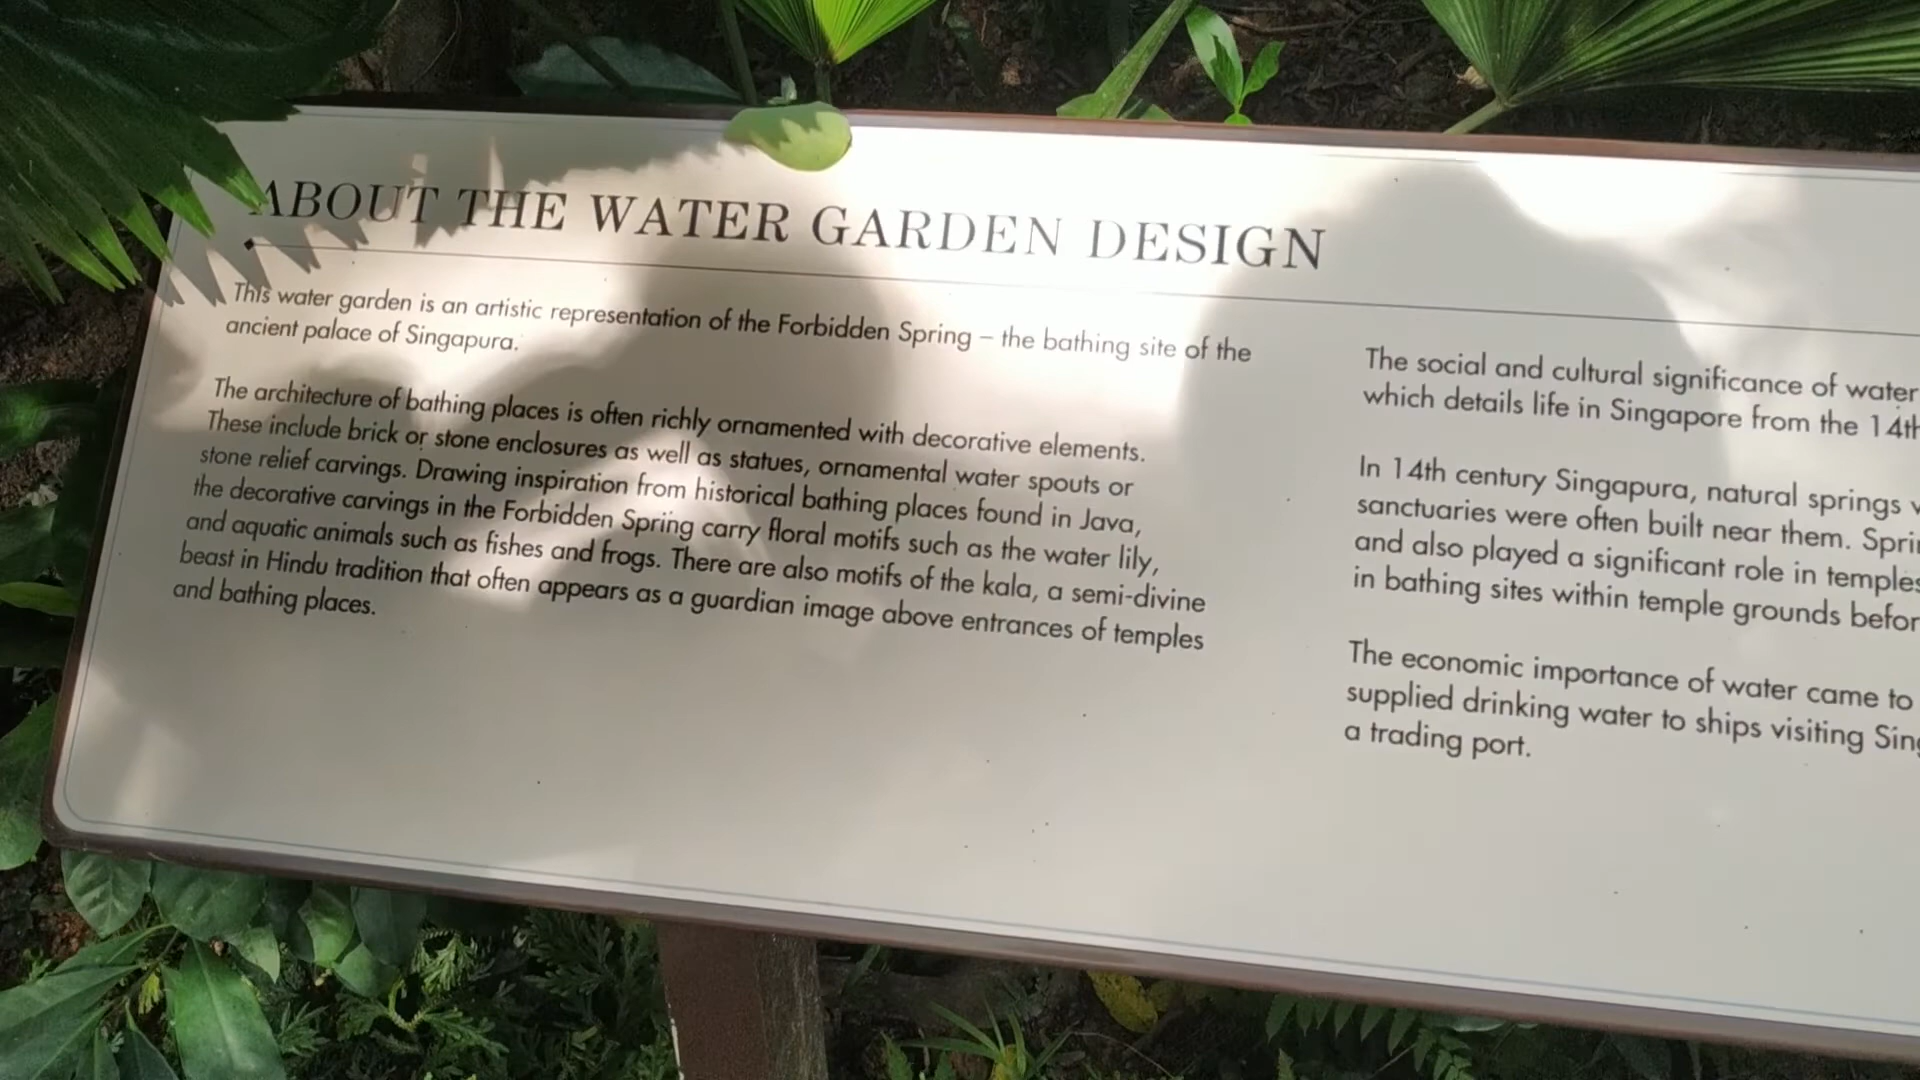 ABOUT THE WATER GARDEN DESIGN
This water garden is an artistic representation of the Forbidden Spring – the bathing site of the
ancient palace of Singapura.
The architecture of bathing places is often richly ornamented with decorative elements.
These include brick or stone enclosures as well as statues, ornamental water spouts or
stone relief carvings. Drawing inspiration from historical bathing places found in Java,
the decorative carvings in the Forbidden Spring carry floral motifs such as the water lily,
and aquatic animals such as fishes and frogs. There are also motifs of the kala, a semi-divine
beast in Hindu tradition that often appears as a guardian image above entrances of temples
and bathing places.
The social and cultural significance of water
which details life in Singapore from the 14th
In 14th century Singapura, natural springs
sanctuaries were often built near them.
and also played a significant role in temples
in bathing sites within temple grounds
The economic importance of water came to
supplied drinking water to ships visiting
a trading port.